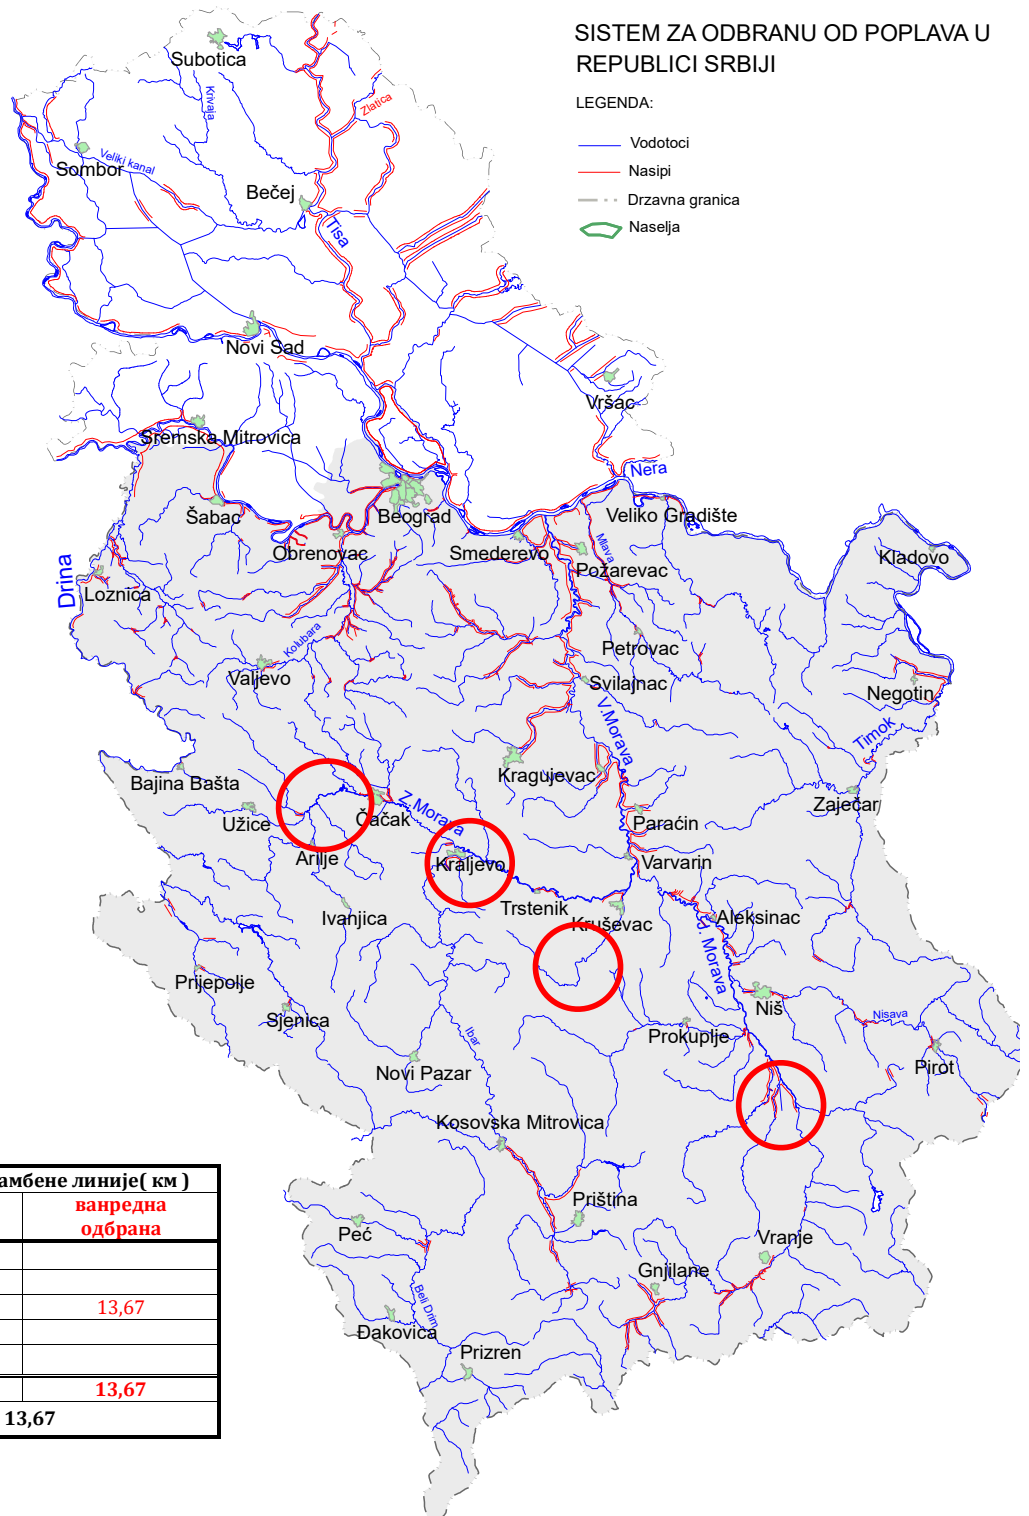 SISTEM ZA ODBRANU OD POPLAVA U
REPUBLICI SRBIJI
LEGENDA:
Vodotoci
Nasipi
Drzavna granica
Naselja
Subotica
Krivaja
Zlatica
Sombor
Veliki kanal
Bečej
Tisa
Novi Sad
Vršac
Sremska Mitrovica
Nera
Šabac
Beograd
Veliko Gradište
Obrenovac
Smederevo
Mlava
Kladovo
Drina
Požarevac
Loznica
Kolubara
Petrovac
Valjevo
Svilajnac
Negotin
V.Morava
Timok
Kragujevac
Bajina Bašta
Zaječar
Užice
Čačak
Z.Morava
Paraćin
Arilje
Kraljevo
Varvarin
Ivanjica
Trstenik
Kruševac
Aleksinac
J. Morava
Prijepolje
Niš
Nisava
Sjenica
Ibar
Prokuplje
Pirot
Novi Pazar
Kosovska Mitrovica
Priština
Peć
Vranje
Gnjilane
Beli Drim
Đakovica
Prizren
амбене линије( км )
ванредна
одбрана
13,67
13,67
13,67